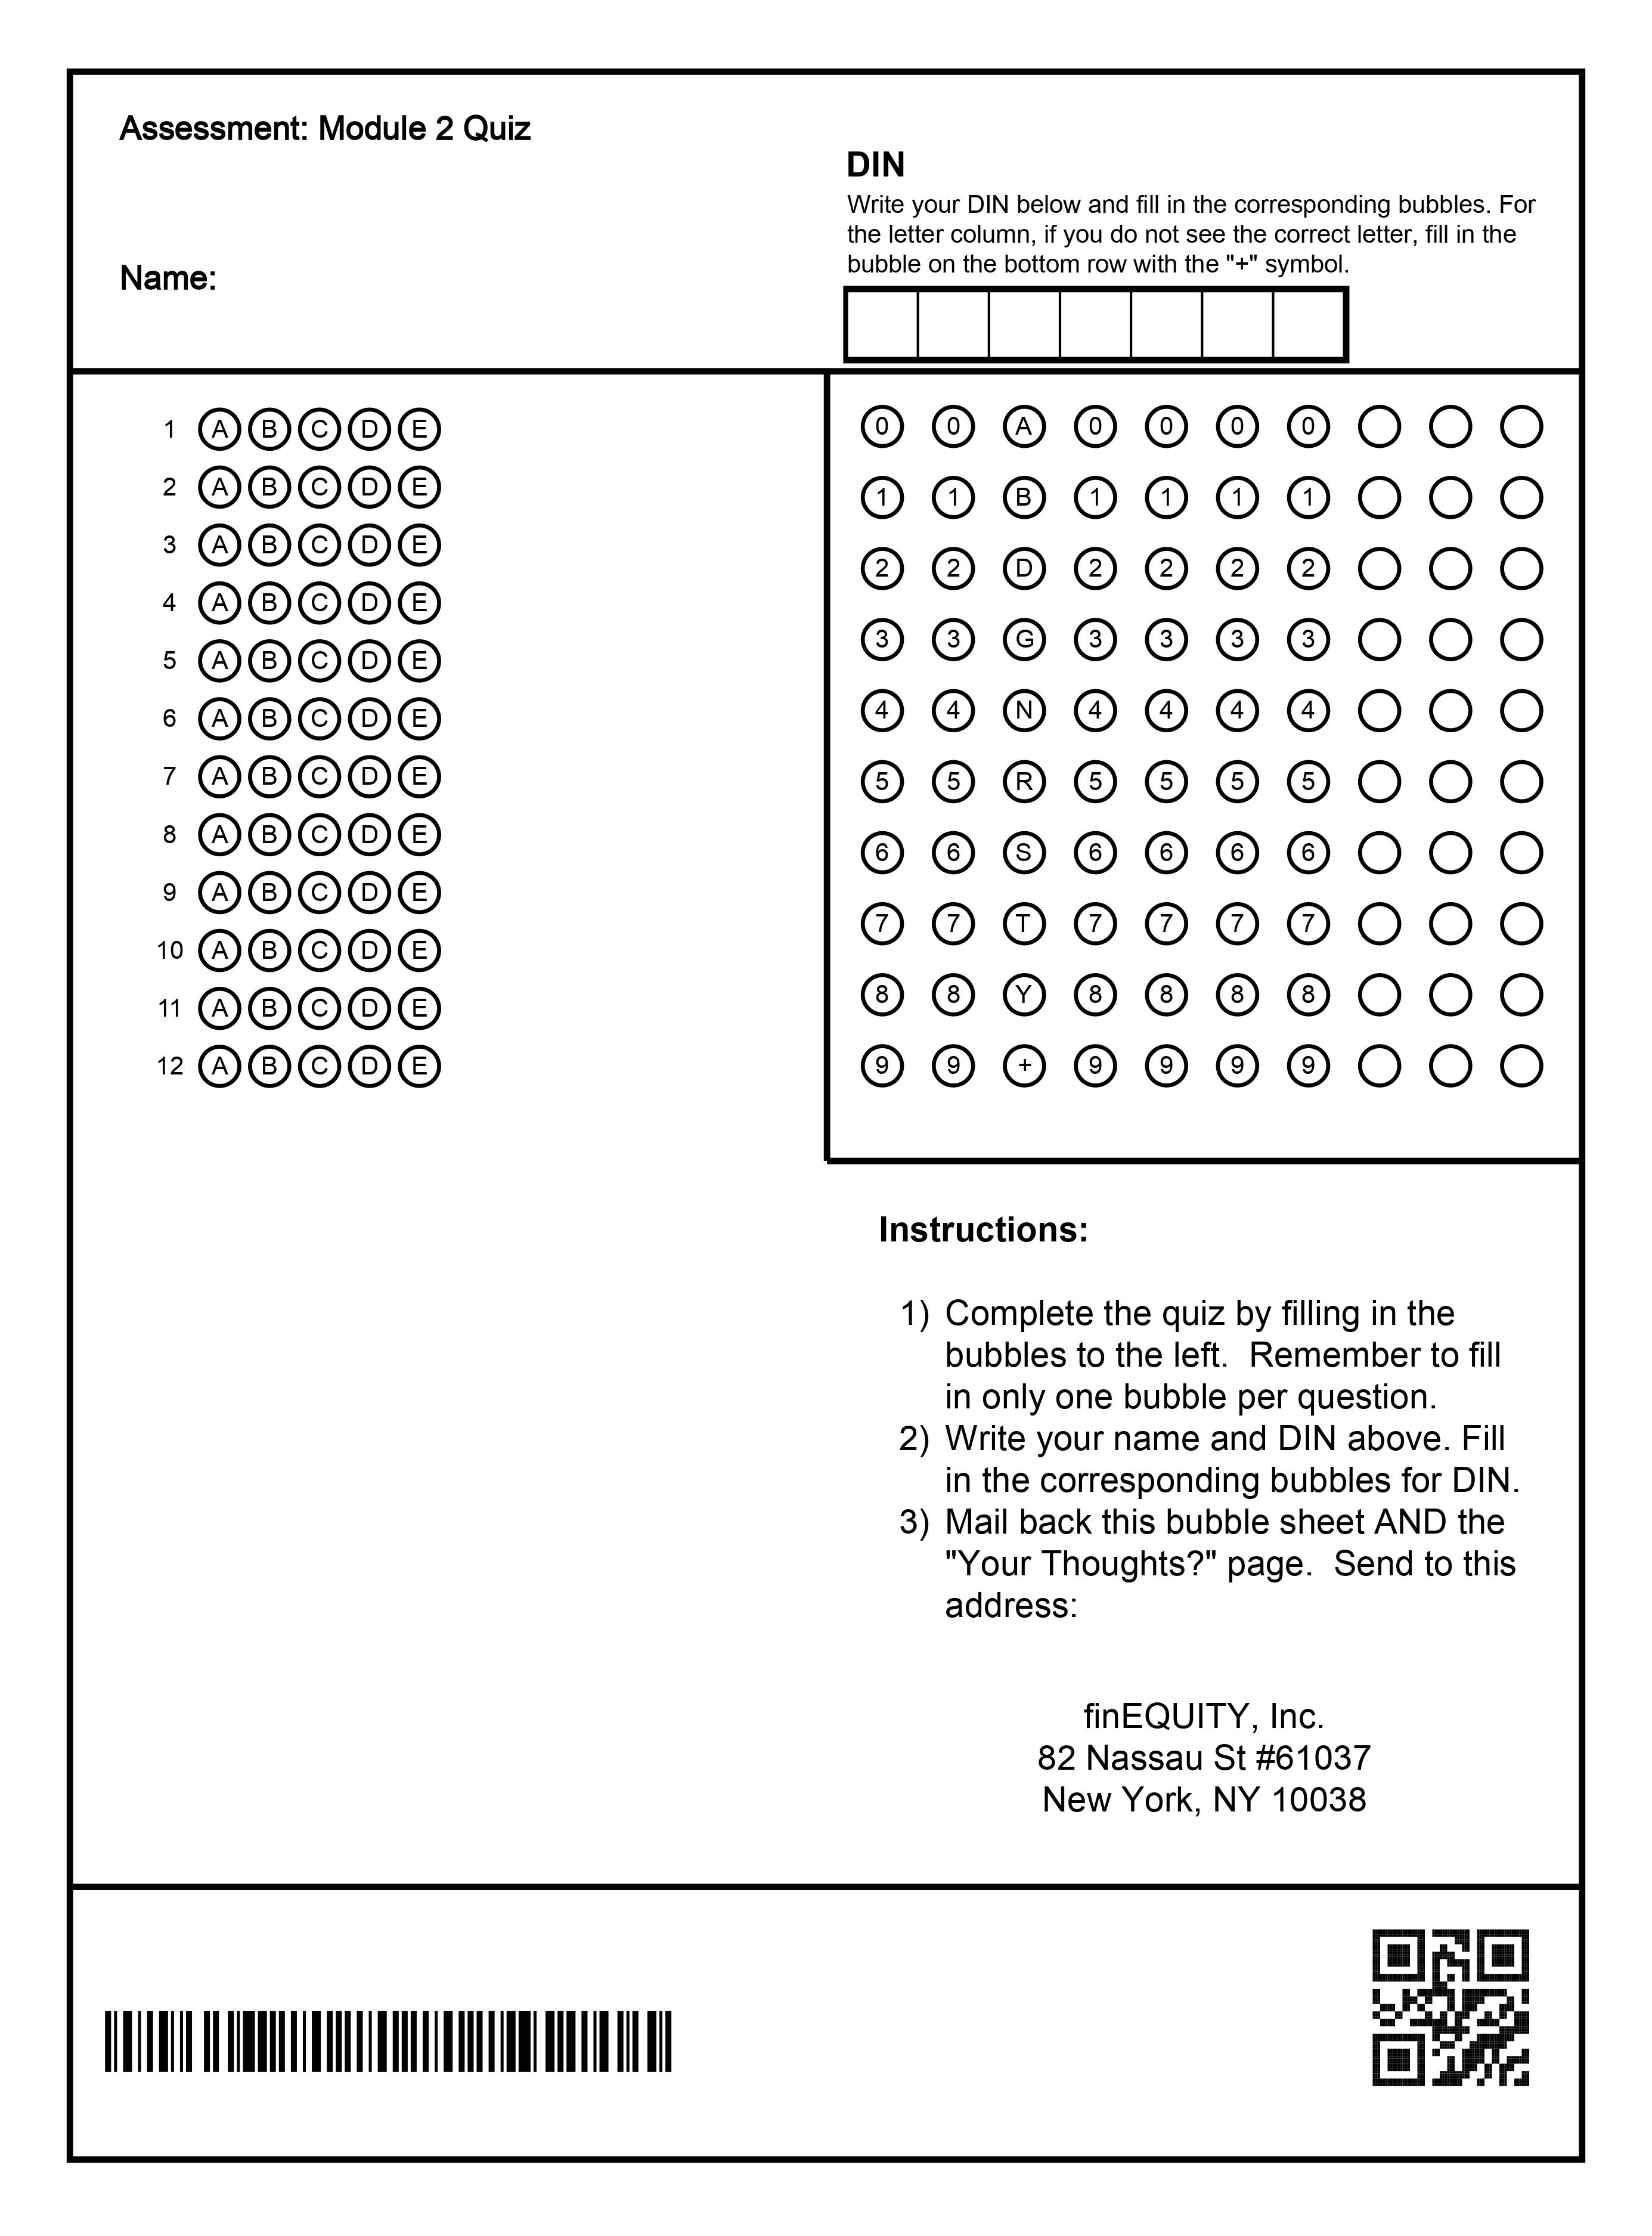 Assessment: Module 2 Quiz
Name:
DIN
Write your DIN below and fill in the corresponding bubbles. For
the letter column, if you do not see the correct letter, fill in the
bubble on the bottom row with the "+" symbol.
1 A B C D E
2 A B C D E
3 A B C D E
4 A B C D E
5 A B C D E
6 A B C D E
7 A B C D E
8 A B C D E
9 A B C D E
10 A B C D E
11 A B C D E
12 A B C D E
0 0 A 0 0 0 0
1 1 B 1 1 1 1
2 2 D 2 2 2 2
3 3 G 3 3 3 3
4 4 N 4 4 4 4
5 5 R 5 5 5 5
6 6 S 6 6 6 6
7 7 T 7 7 7 7
8 8 Y 8 8 8 8
9 9 + 9 9 9 9
Instructions:
1) Complete the quiz by filling in the
bubbles to the left.  Remember to fill
in only one bubble per question.
2) Write your name and DIN above. Fill
in the corresponding bubbles for DIN.
3) Mail back this bubble sheet AND the
"Your Thoughts?" page.  Send to this
address:
finEQUITY, Inc.
82 Nassau St #61037
New York, NY 10038